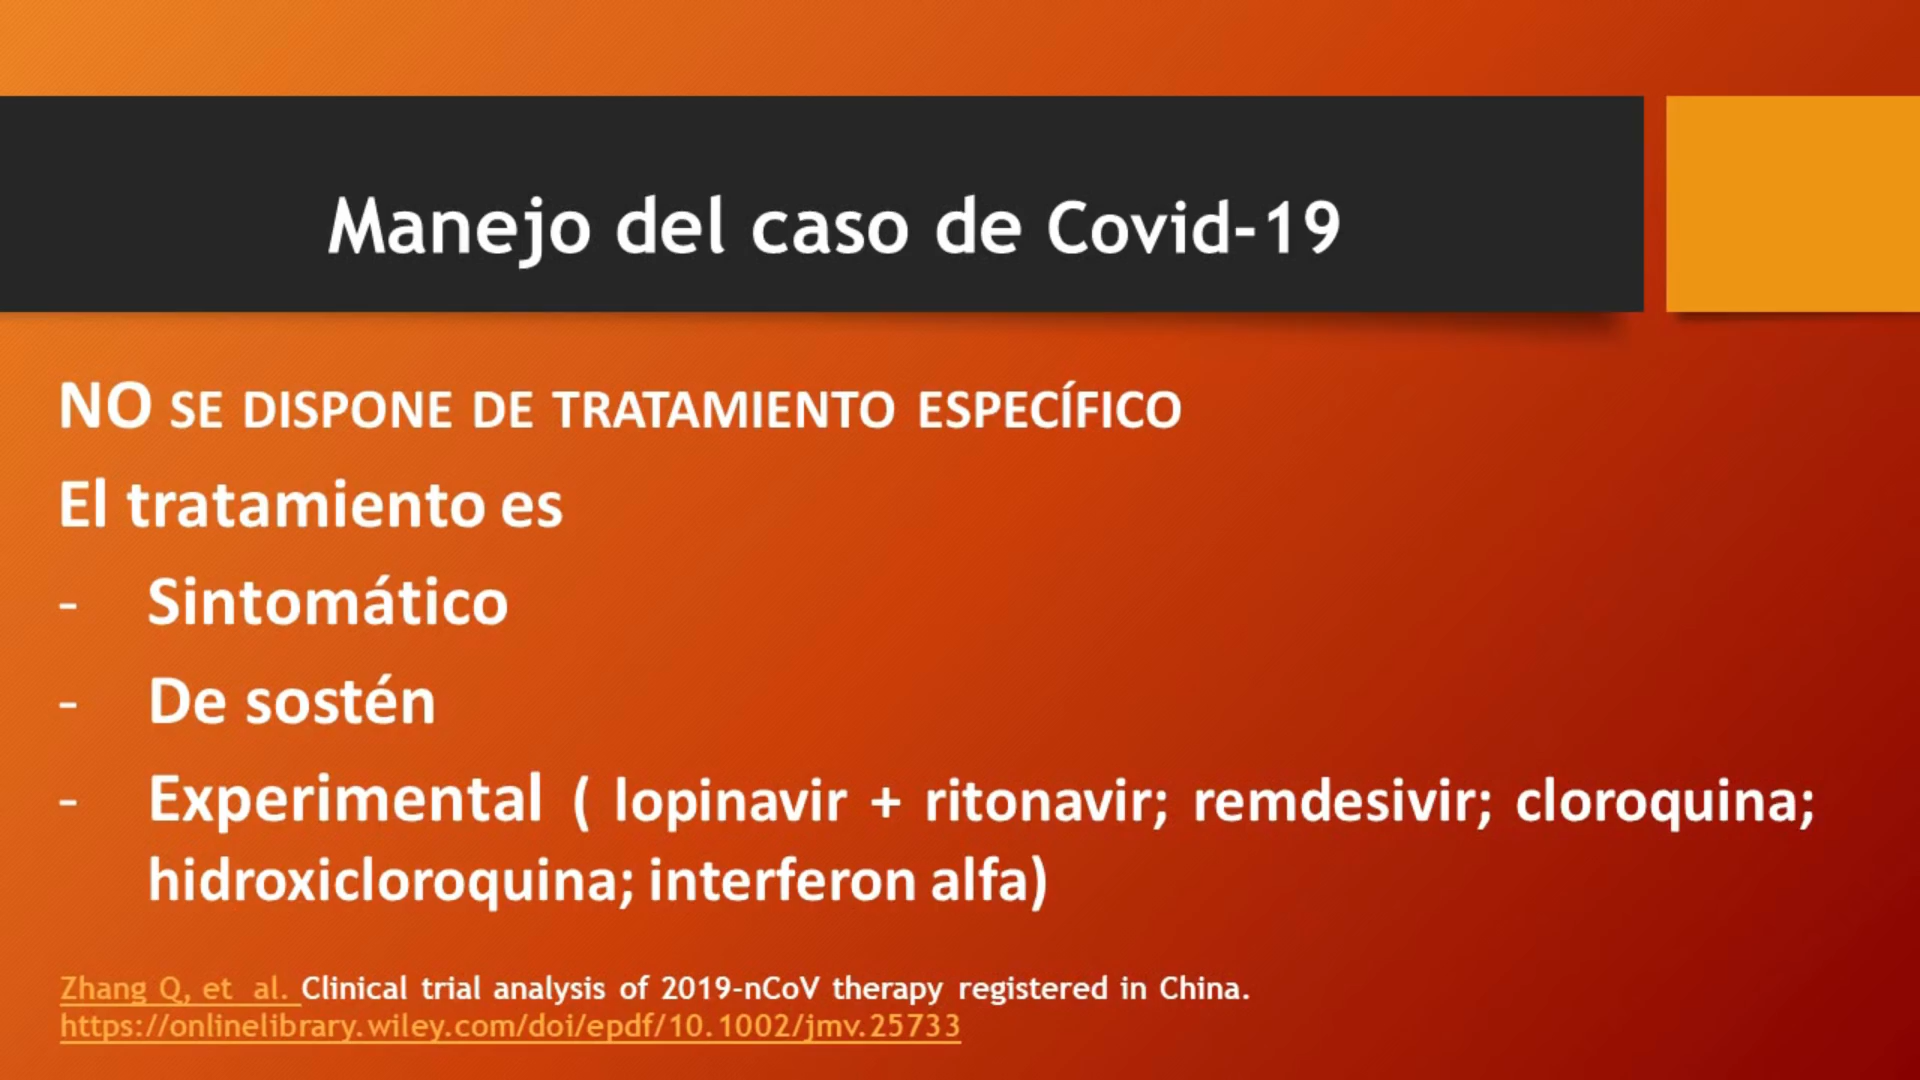 Manejo del caso de Covid-19
NO SE DISPONE DE TRATAMIENTO ESPECÍFICO
El tratamiento es
- Sintomático
- De sostén
- Experimental ( lopinavir + ritonavir; remdesivir; cloroquina;
hidroxicloroquina; interferon alfa)
Zhang Q, et al. Clinical trial analysis of 2019-nCoV therapy registered in China.
https://onlinelibrary.wiley.com/doi/epdf/10.1002/jmv.25733